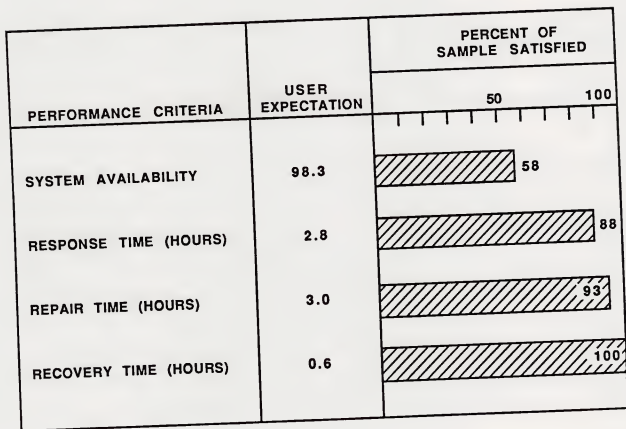 PERCENT OF
SAMPLE SATISFIED
PERFORMANCE CRITERIA
USER
EXPECTATION
50 100
SYSTEM AVAILABILITY 98.3 58
RESPONSE TIME (HOURS) 2.8 88
REPAIR TIME (HOURS) 3.0 93
RECOVERY TIME (HOURS) 0.6 100